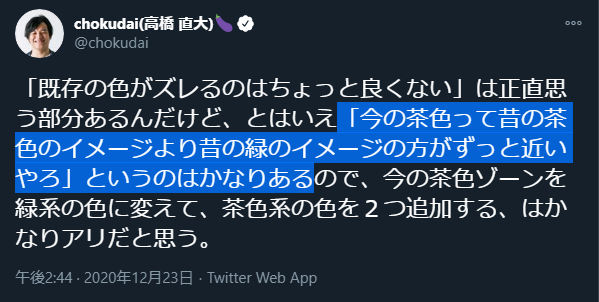 chokudai(高橋 直大)🍆
@chokudai
「既存の色がズレるのはちょっと良くない」は正直思
う部分あるんだけど、とはいえ「今の茶色って昔の茶
色のイメージより昔の緑のイメージの方がずっと近い
やろ」というのはかなりあるので、今の茶色ゾーンを
緑系の色に変えて、茶色系の色を２つ追加する、はか
なりアリだと思う。
午後2:44 · 2020年12月23日 · Twitter Web App